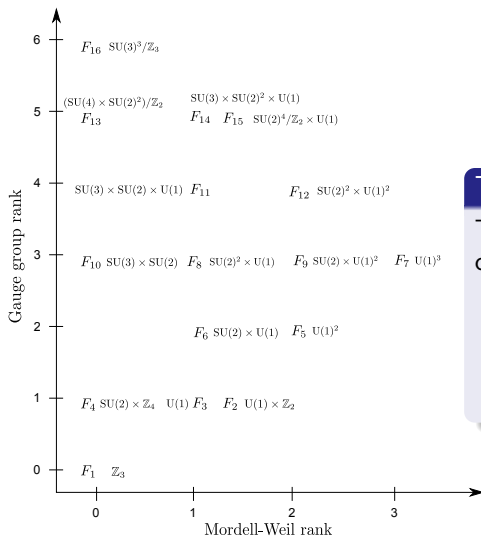 6
F₁₆ SU(3)³/ℤ₃
(SU(4) × SU(2)²)/ℤ₂
SU(3) × SU(2)² × U(1)
5
F₁₃
F₁₄
F₁₅ SU(2)⁴/ℤ₂ × U(1)
4
SU(3) × SU(2) × U(1) F₁₁
F₁₂ SU(2)² × U(1)²
3
F₁₀ SU(3) × SU(2)
F₈ SU(2)² × U(1)
F₉ SU(2) × U(1)²
F₇ U(1)³
2
F₆ SU(2) × U(1)
F₅ U(1)²
1
F₄ SU(2) × ℤ₄
U(1) F₃
F₂ U(1) × ℤ₂
0
F₁ ℤ₃
0 1 2 3
Mordell-Weil rank
Gauge group rank